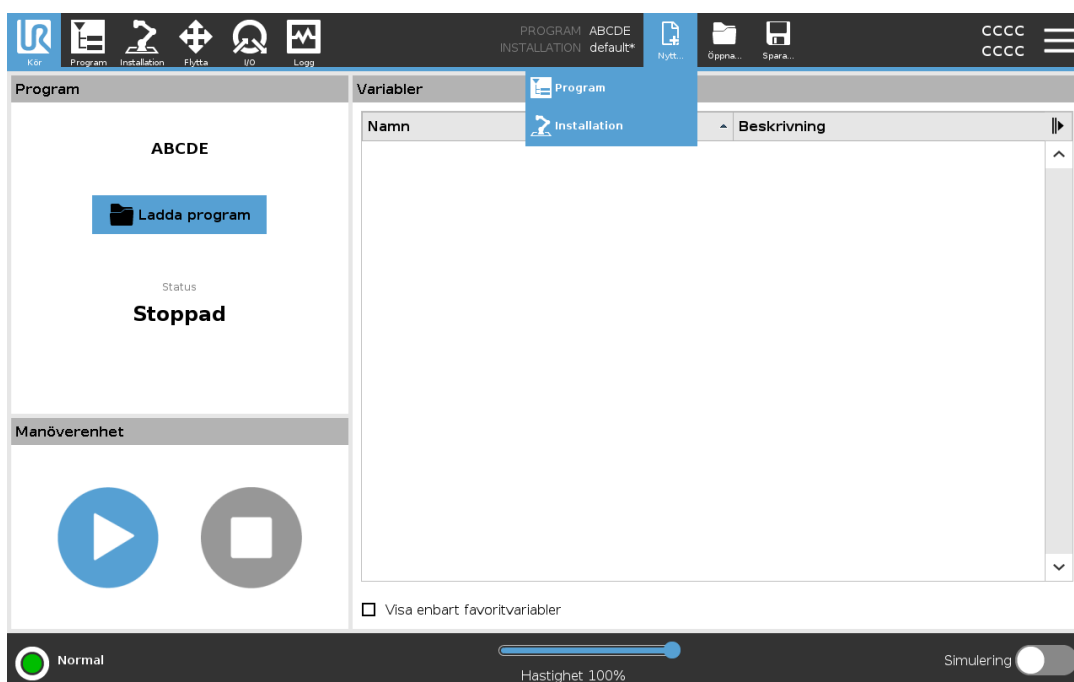 PROGRAM ABCDE
INSTALLATION default*
CCCC
CCCC
Kör Program Installation Flytta I/O Logg
Nytt... Öppna... Spara...
Program
Variabler
Program
Installation
Namn
Beskrivning
ABCDE
Ladda program
Status
Stoppad
Manöverenhet
Visa enbart favoritvariabler
Normal
Hastighet 100%
Simulering